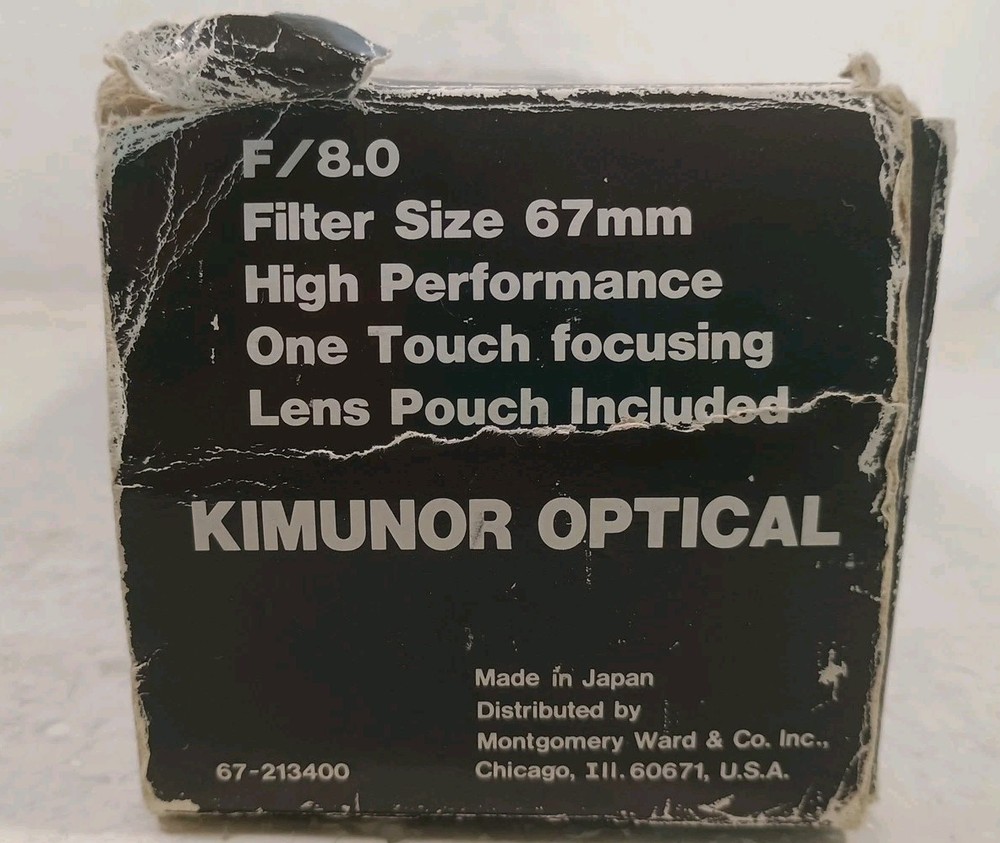 F/8.0
Filter Size 67mm
High Performance
One Touch focusing
Lens Pouch Included
KIMUNOR OPTICAL
Made in Japan
Distributed by
Montgomery Ward & Co. Inc.,
67-213400 Chicago, Ill. 60671, U.S.A.